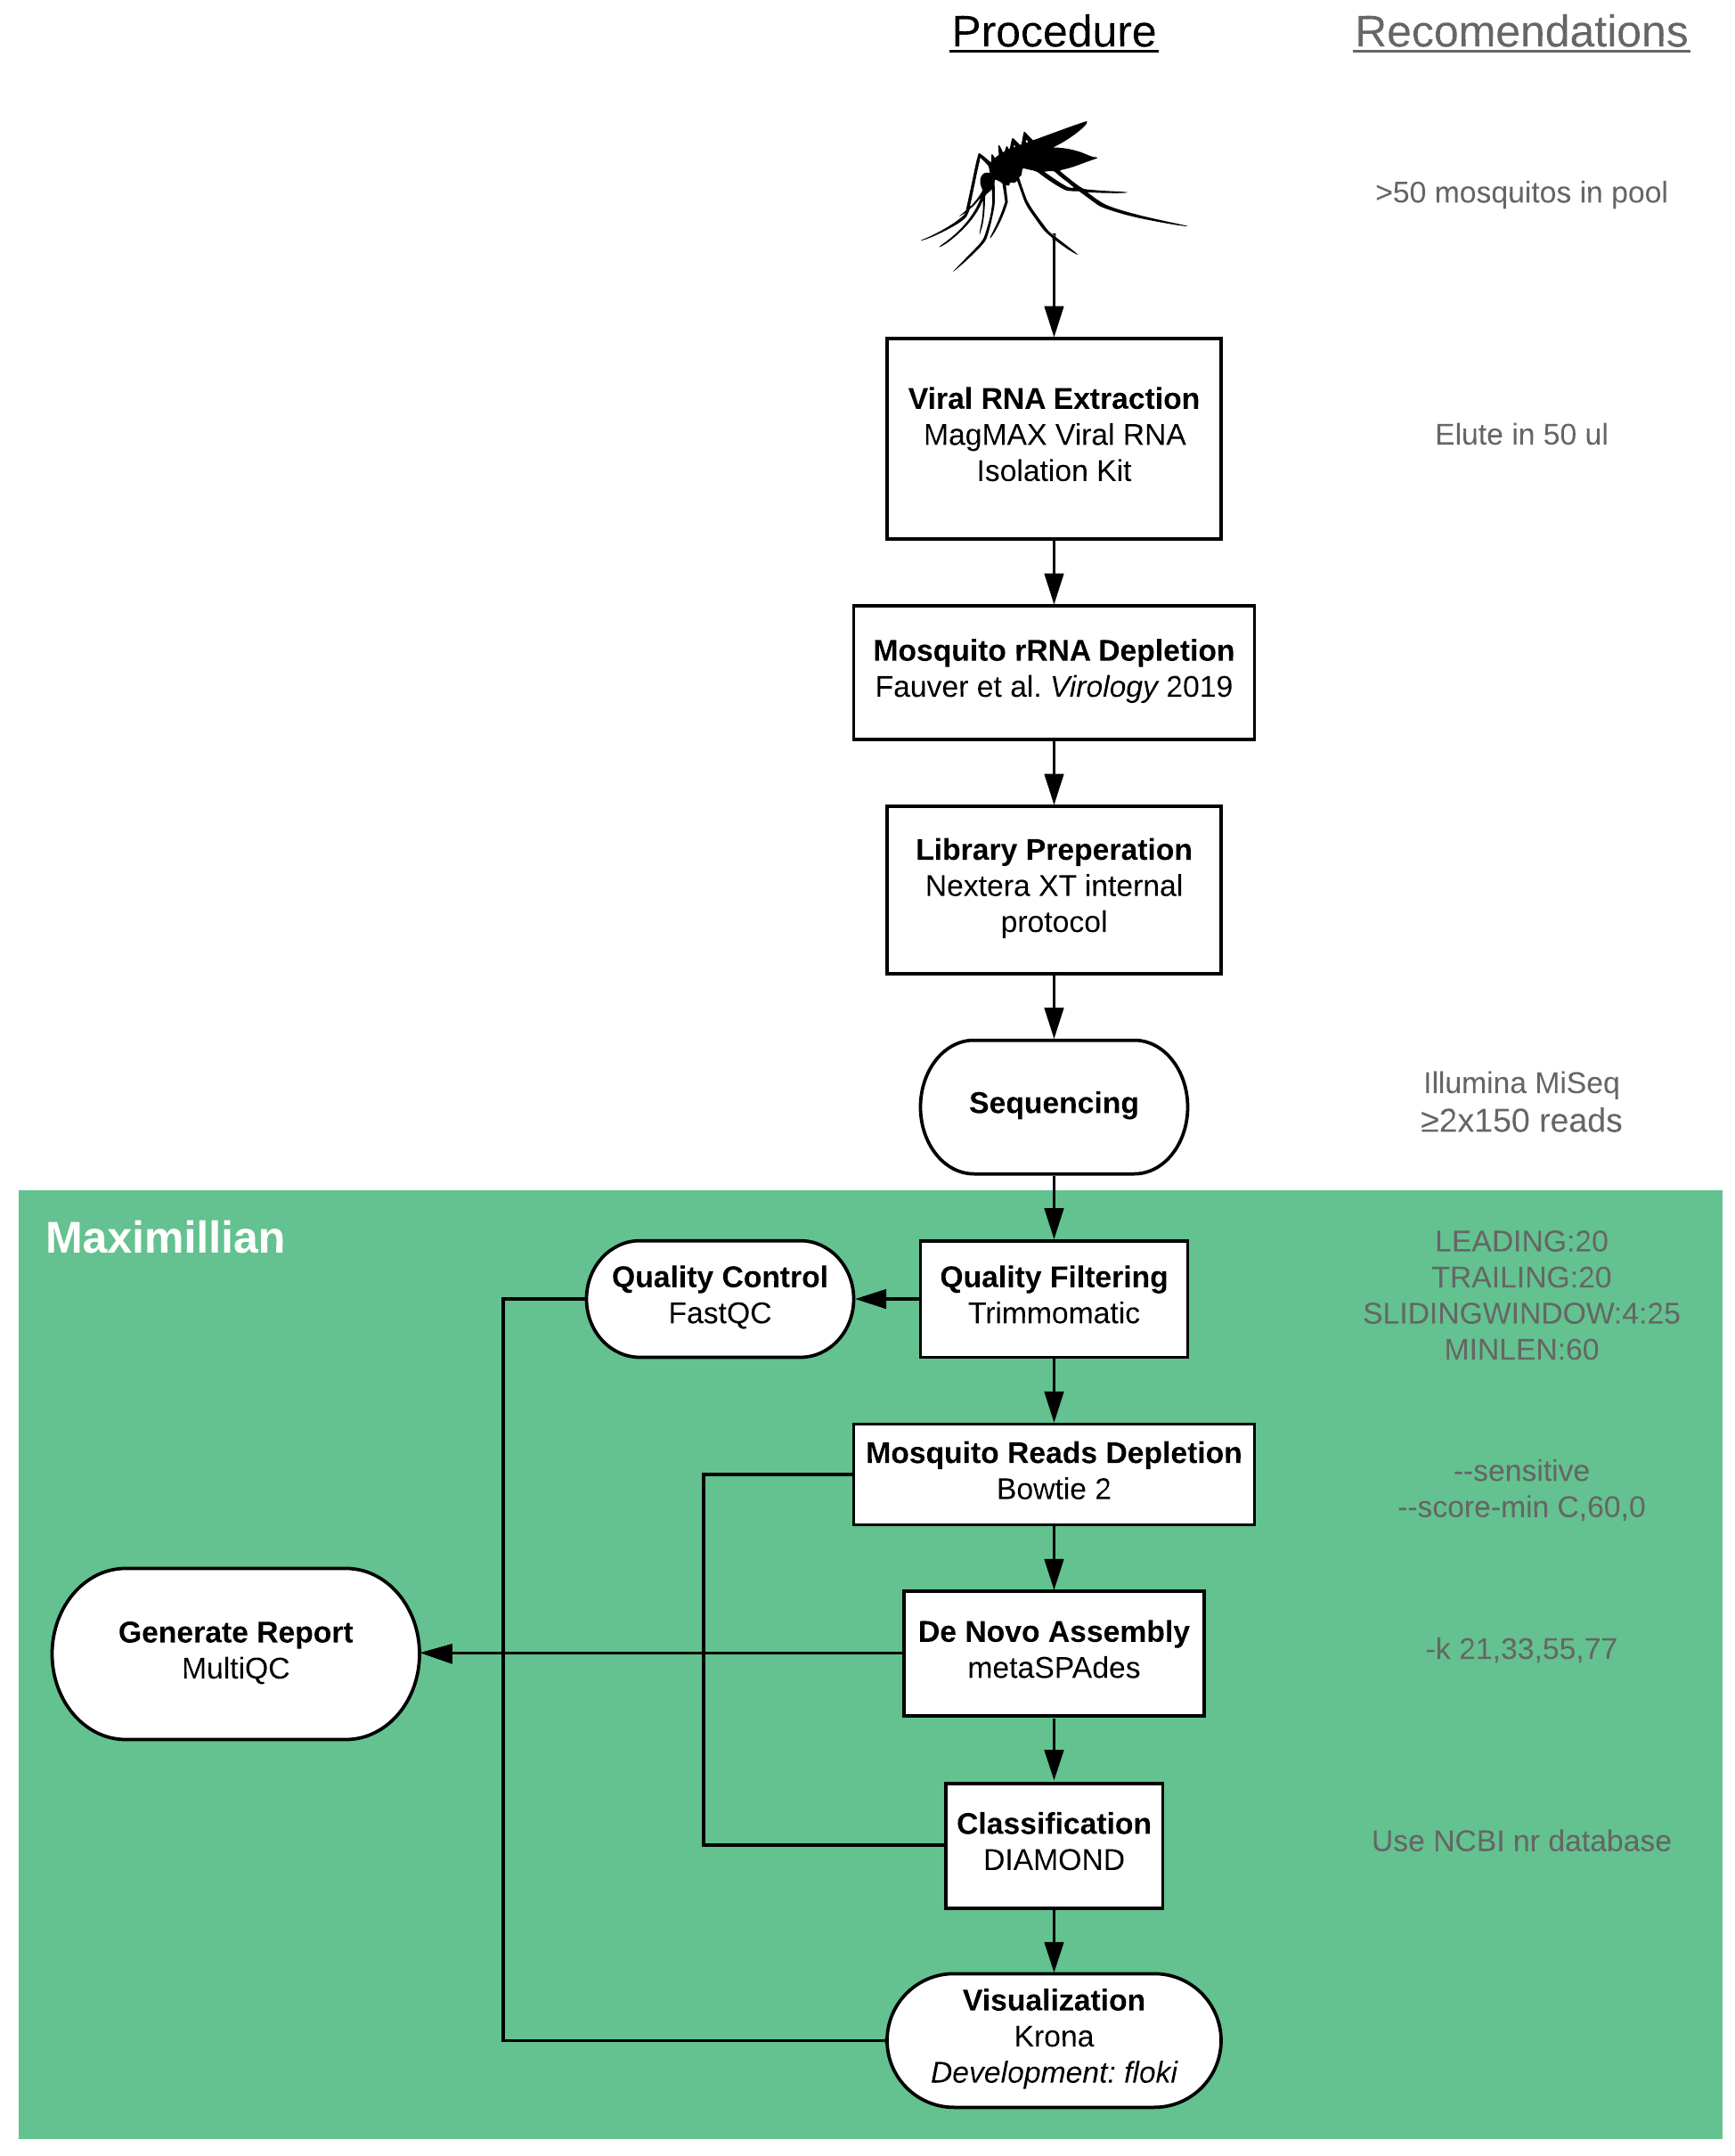 Procedure
Recomendations
>50 mosquitos in pool
Viral RNA Extraction
MagMAX Viral RNA
Isolation Kit
Elute in 50 ul
Mosquito rRNA Depletion
Fauver et al. Virology 2019
Library Preperation
Nextera XT internal
protocol
Sequencing
Illumina MiSeq
≥2x150 reads
Maximillian
Quality Control
FastQC
Quality Filtering
Trimmomatic
LEADING:20
TRAILING:20
SLIDINGWINDOW:4:25
MINLEN:60
Mosquito Reads Depletion
Bowtie 2
--sensitive
--score-min C,60,0
Generate Report
MultiQC
De Novo Assembly
metaSPAdes
-k 21,33,55,77
Classification
DIAMOND
Use NCBI nr database
Visualization
Krona
Development: floki